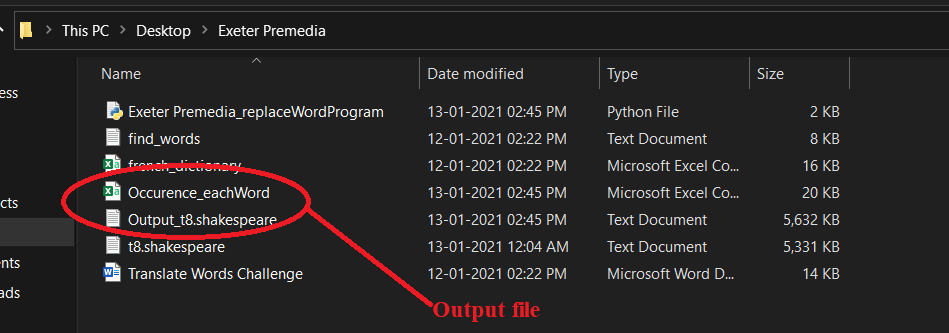 This PC > Desktop > Exeter Premedia
Name Date modified Type Size
ess
Exeter Premedia_replaceWordProgram 13-01-2021 02:45 PM Python File 2 KB
find_words 12-01-2021 02:22 PM Text Document 8 KB
french_dictionary 12-01-2021 02:22 PM Microsoft Excel Co... 16 KB
Occurence_eachWord 13-01-2021 02:45 PM Microsoft Excel Co... 20 KB
cts
Output_t8.shakespeare 13-01-2021 02:45 PM Text Document 5,632 KB
t8.shakespeare 13-01-2021 12:04 AM Text Document 5,331 KB
ents
Translate Words Challenge 12-01-2021 02:22 PM Microsoft Word D... 14 KB
ads
Output file